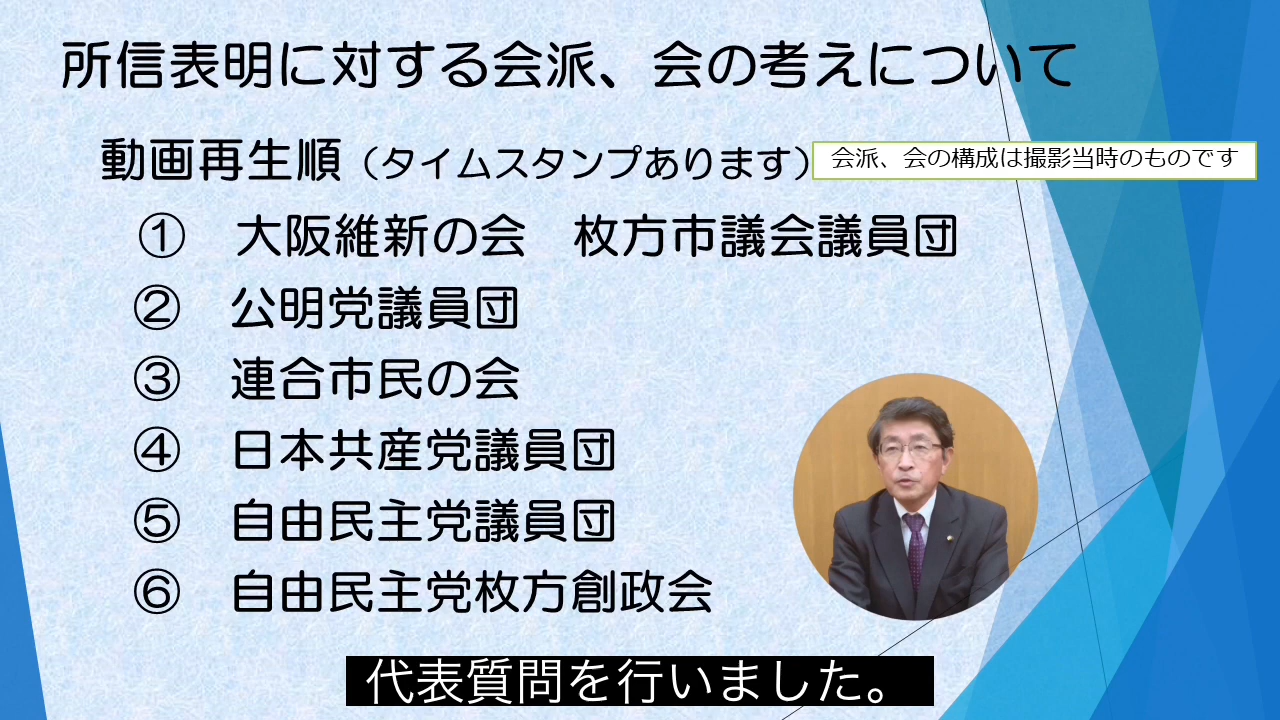 所信表明に対する会派、会の考えについて
動画再生順（タイムスタンプあります）
会派、会の構成は撮影当時のものです
① 大阪維新の会 枚方市議会議員団
② 公明党議員団
③ 連合市民の会
④ 日本共産党議員団
⑤ 自由民主党議員団
⑥ 自由民主党枚方創政会
代表質問を行いました。